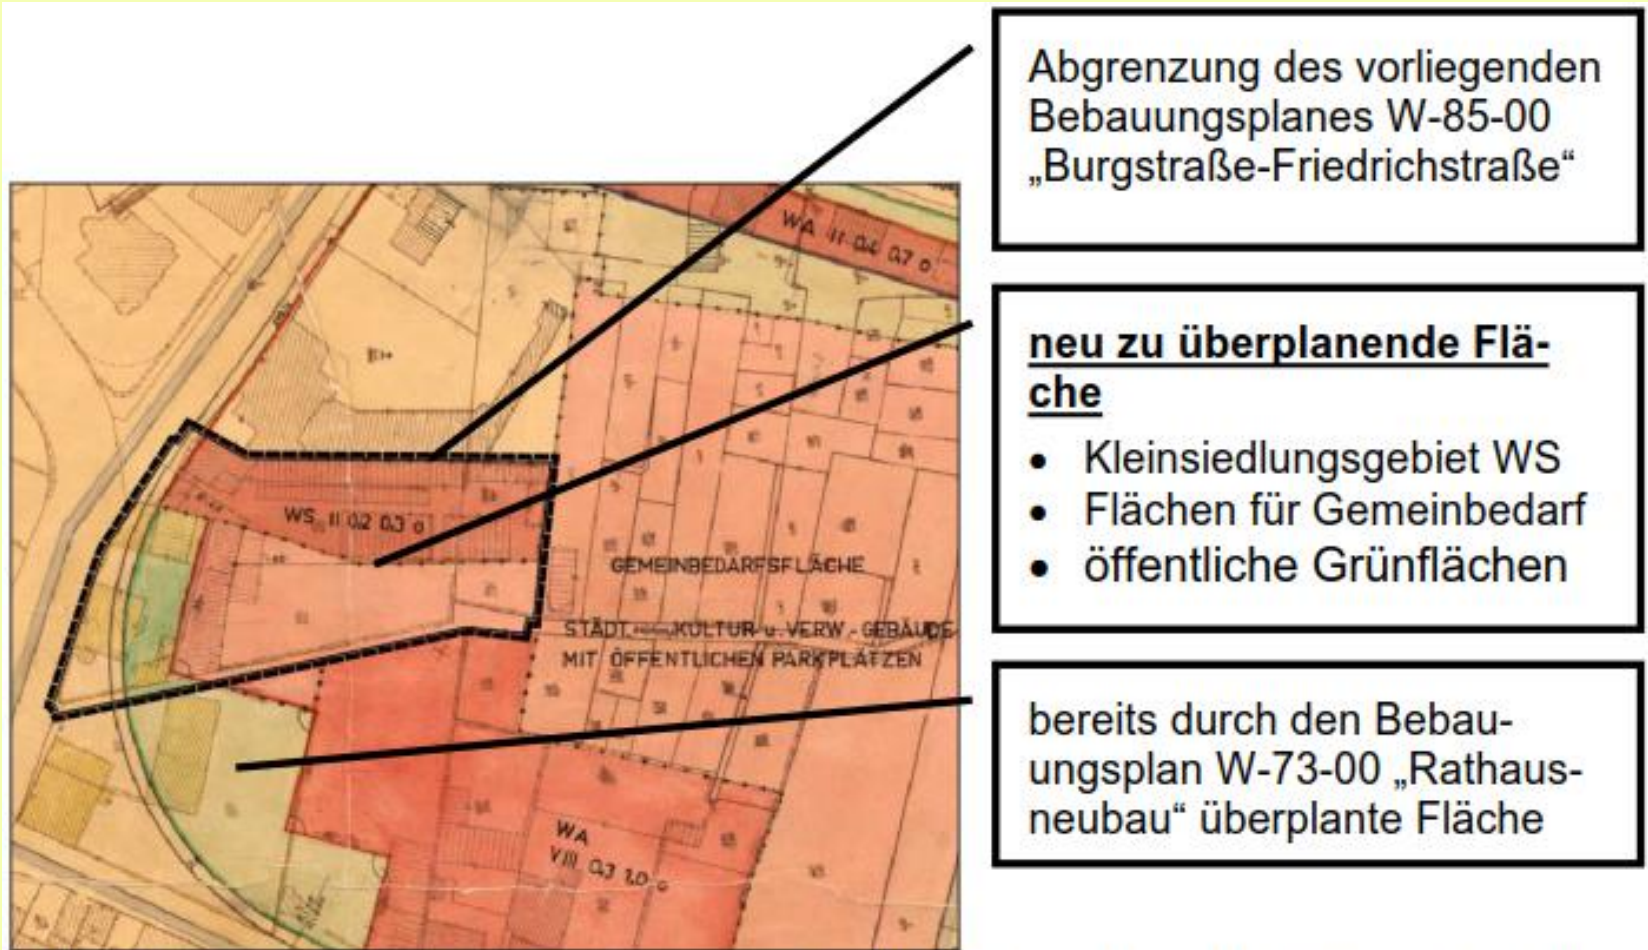 Abgrenzung des vorliegenden
Bebauungsplanes W-85-00
„Burgstraße-Friedrichstraße“
neu zu überplanende Flä-
che
• Kleinsiedlungsgebiet WS
• Flächen für Gemeinbedarf
• öffentliche Grünflächen
bereits durch den Bebau-
ungsplan W-73-00 „Rathaus-
neubau“ überplante Fläche
WA II 0.4 0.7 o
WS II 0.2 0.3 o
GEMEINBEDARFSFLÄCHE
STÄDT. KULTUR- u. VERW.-GEBÄUDE
MIT ÖFFENTLICHEN PARKPLÄTZEN
WA
VIII 0.3 1.0 o